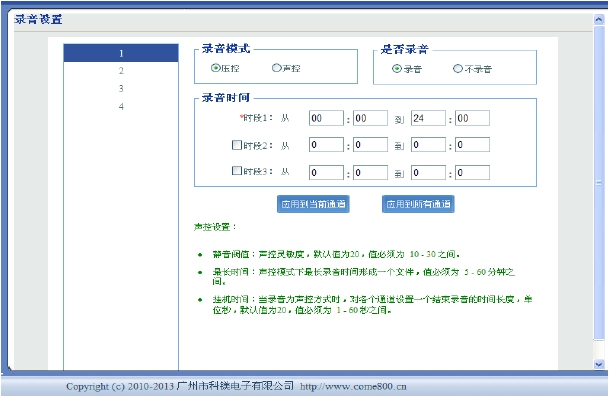 录音设置
1
2
3
4
录音模式
压控 声控
是否录音
录音 不录音
录音时间
*时段1： 从 00 : 00 到 24 : 00
时段2： 从 0 : 0 到 0 : 0
时段3： 从 0 : 0 到 0 : 0
应用到当前通道 应用到所有通道
声控设置：
静音阀值：声控灵敏度，默认值为20，值必须为 10 - 30 之间。
最长时间：声控模式下最长录音时间形成一个文件，值必须为 5 - 60 分钟之
间。
挂机时间：当录音为声控方式时，对各个通道设置一个结束录音的时间长度，单
位秒，默认值为20，值必须为 1 - 60 秒之间。
Copyright (c) 2010-2013 广州市科镁电子有限公司 http://www.come800.cn